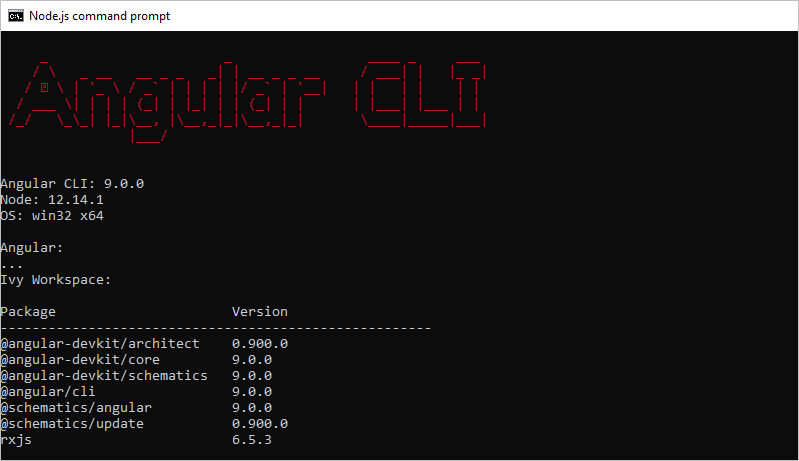 Node.js command prompt
Angular CLI
Angular CLI: 9.0.0
Node: 12.14.1
OS: win32 x64
Angular:
...
Ivy Workspace:
Package Version
------------------------------------------------------
@angular-devkit/architect 0.900.0
@angular-devkit/core 9.0.0
@angular-devkit/schematics 9.0.0
@angular/cli 9.0.0
@schematics/angular 9.0.0
@schematics/update 0.900.0
rxjs 6.5.3